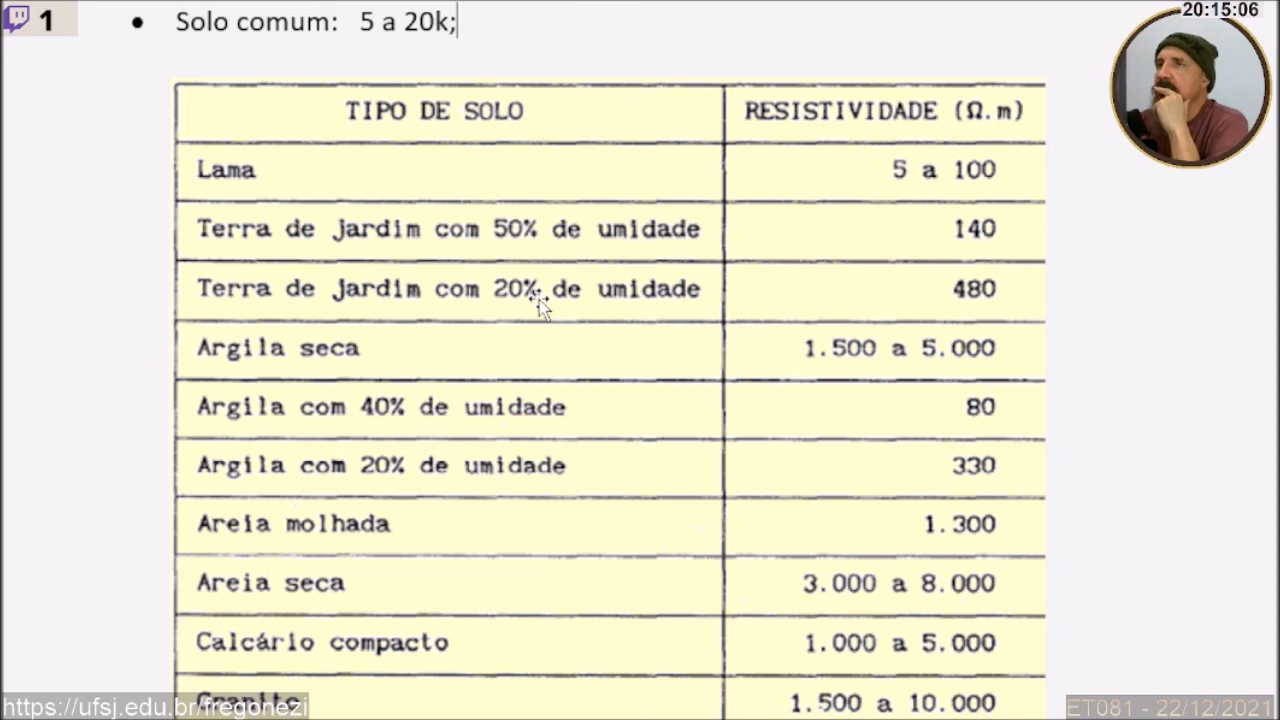 1
• Solo comum: 5 a 20k;
20:15:06
TIPO DE SOLO RESISTIVIDADE (Ω.m)
Lama 5 a 100
Terra de jardim com 50% de umidade 140
Terra de jardim com 20% de umidade 480
Argila seca 1.500 a 5.000
Argila com 40% de umidade 80
Argila com 20% de umidade 330
Areia molhada 1.300
Areia seca 3.000 a 8.000
Calcário compacto 1.000 a 5.000
Granito 1.500 a 10.000
https://ufsj.edu.br/fregonezi
ET081 - 22/12/2021